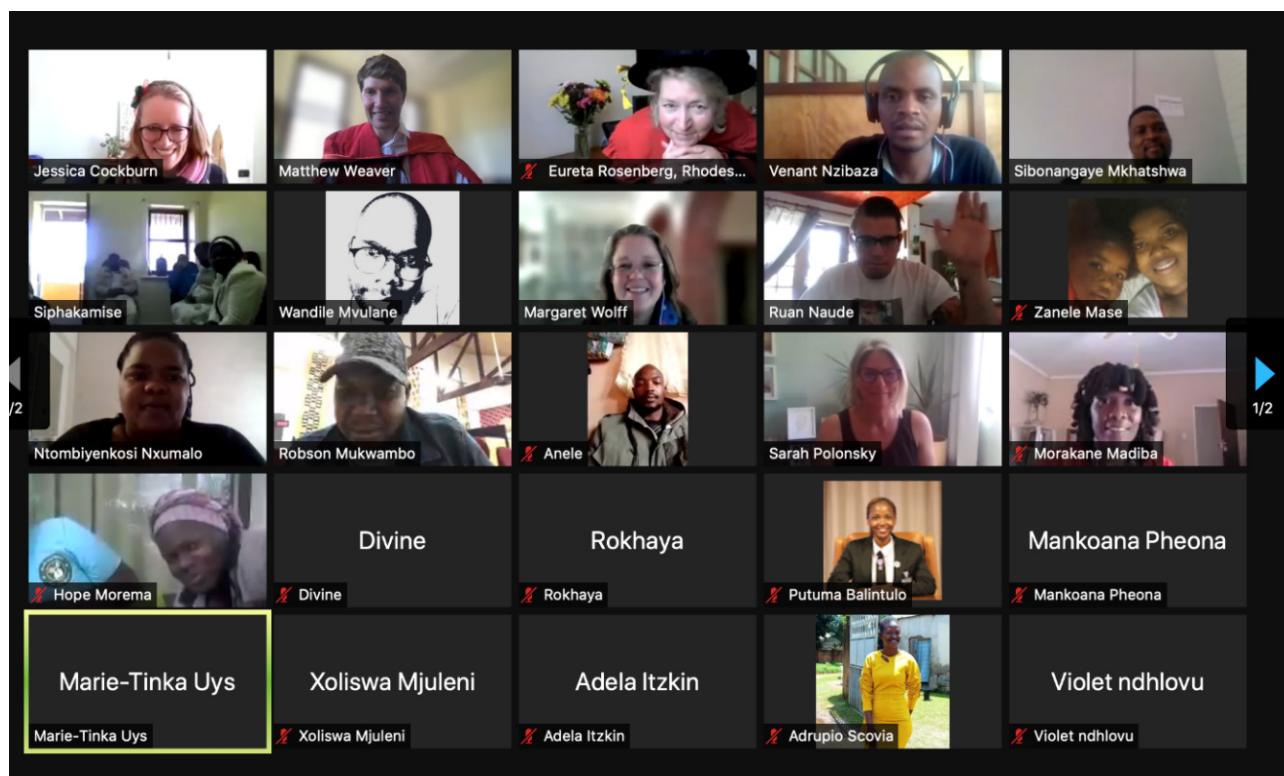 Jessica Cockburn
Matthew Weaver
Eureta Rosenberg, Rhodes...
Venant Nzibaza
Sibonangaye Mkhatshwa
Siphakamise
Wandile Mvulane
Margaret Wolff
Ruan Naude
Zanele Mase
/2
1/2
Ntombiyenkosi Nxumalo
Robson Mukwambo
Anele
Sarah Polonsky
Morakane Madiba
Hope Morema
Divine
Divine
Rokhaya
Rokhaya
Putuma Balintulo
Mankoana Pheona
Mankoana Pheona
Marie-Tinka Uys
Marie-Tinka Uys
Xoliswa Mjuleni
Xoliswa Mjuleni
Adela Itzkin
Adela Itzkin
Adrupio Scovia
Violet ndhlovu
Violet ndhlovu